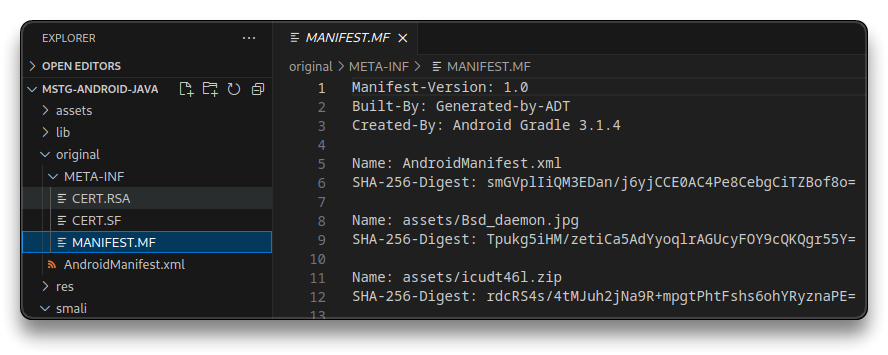 EXPLORER
OPEN EDITORS
MSTG-ANDROID-JAVA
assets
lib
original
META-INF
CERT.RSA
CERT.SF
MANIFEST.MF
AndroidManifest.xml
res
smali
MANIFEST.MF
original > META-INF > MANIFEST.MF
1 Manifest-Version: 1.0
2 Built-By: Generated-by-ADT
3 Created-By: Android Gradle 3.1.4
4
5 Name: AndroidManifest.xml
6 SHA-256-Digest: smGVplIiQM3EDan/j6yjCCE0AC4Pe8CebgCiTZBof8o=
7
8 Name: assets/Bsd_daemon.jpg
9 SHA-256-Digest: Tpukg5iHM/zetiCa5AdYyoqlrAGUcyFOY9cQKQgr55Y=
10
11 Name: assets/icudt46l.zip
12 SHA-256-Digest: rdcRS4s/4tMJuh2jNa9R+mpgtPhtFshs6ohYRyznaPE=
13